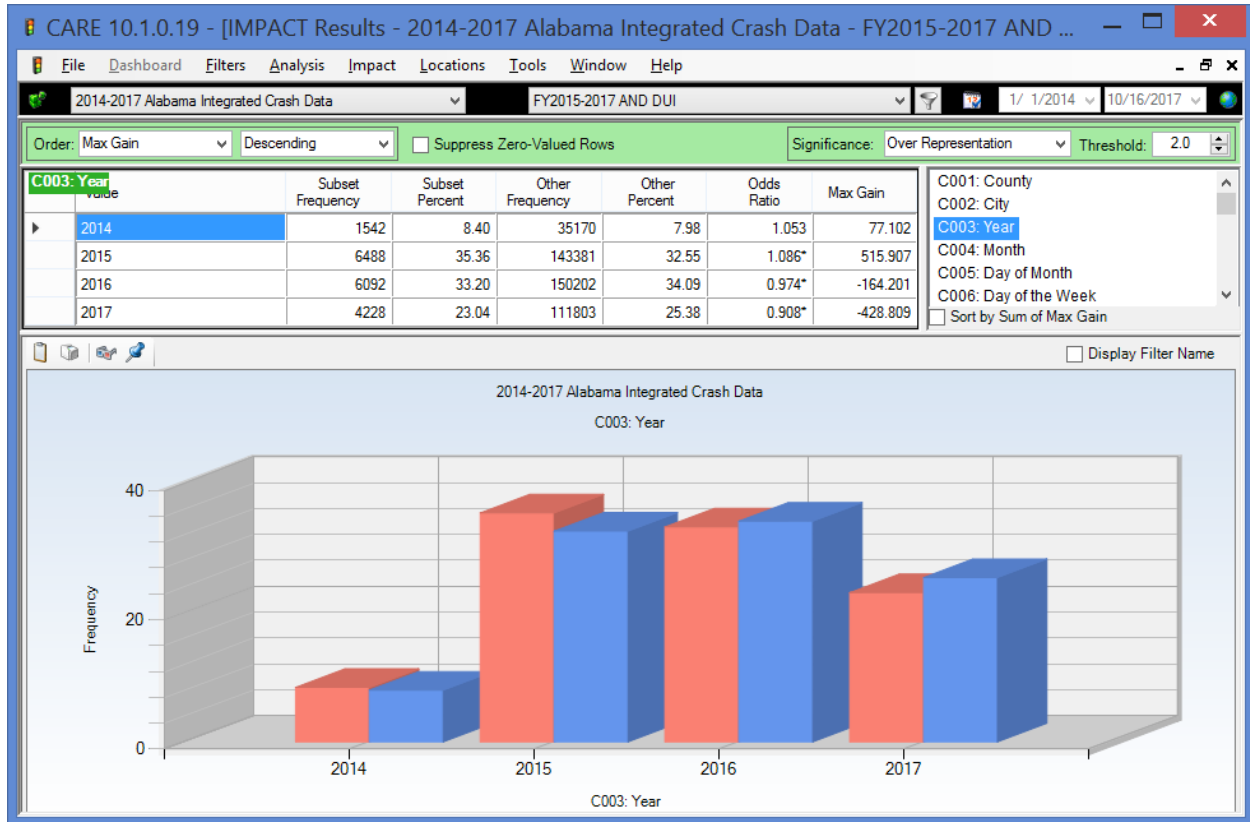 CARE 10.1.0.19 - [IMPACT Results - 2014-2017 Alabama Integrated Crash Data - FY2015-2017 AND ...
File Dashboard Filters Analysis Impact Locations Tools Window Help
2014-2017 Alabama Integrated Crash Data FY2015-2017 AND DUI 1/ 1/2014 10/16/2017
Order: Max Gain Descending Suppress Zero-Valued Rows Significance: Over Representation Threshold: 2.0
C003: Year
Value Subset Frequency Subset Percent Other Frequency Other Percent Odds Ratio Max Gain
2014 1542 8.40 35170 7.98 1.053 77.102
2015 6488 35.36 143381 32.55 1.086* 515.907
2016 6092 33.20 150202 34.09 0.974* -164.201
2017 4228 23.04 111803 25.38 0.908* -428.809
C001: County
C002: City
C003: Year
C004: Month
C005: Day of Month
C006: Day of the Week
Sort by Sum of Max Gain
Display Filter Name
2014-2017 Alabama Integrated Crash Data
C003: Year
Frequency
40
20
0
2014 2015 2016 2017
C003: Year